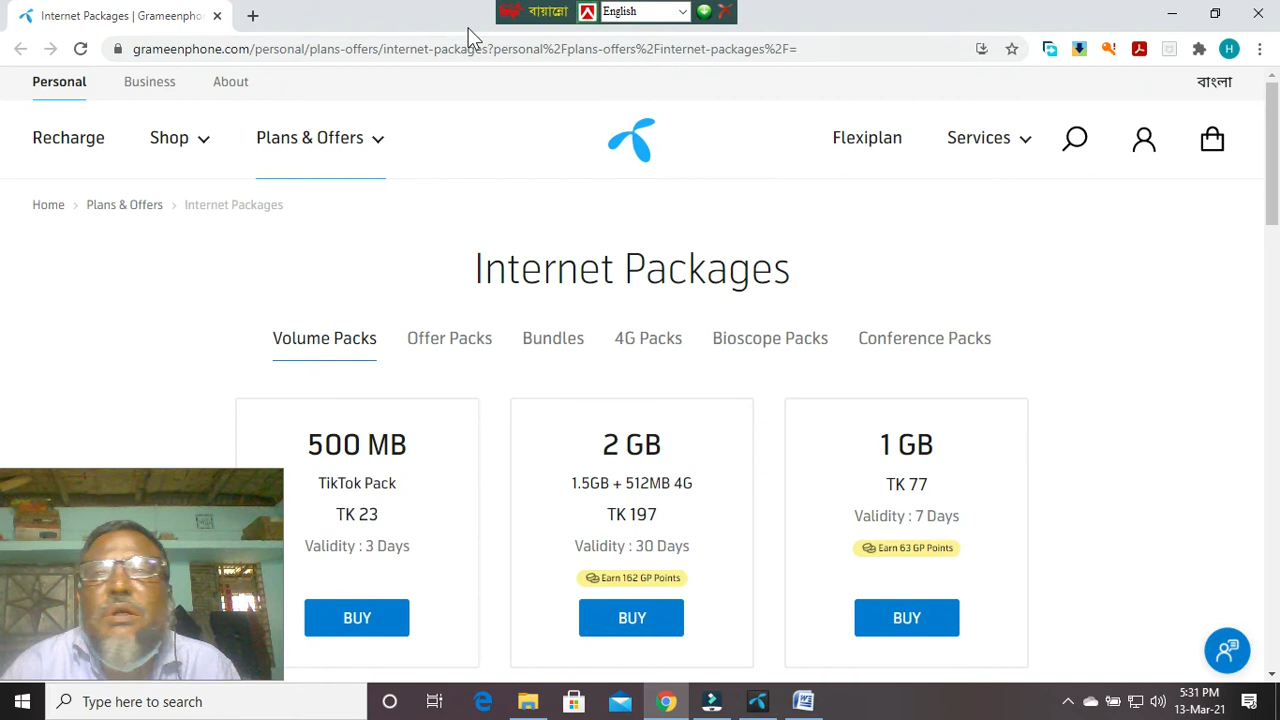 Internet Packages | Grameenpho
বায়ান্নো
English
grameenphone.com/personal/plans-offers/internet-packages?personal%2Fplans-offers%2Finternet-packages%2F=
H
Personal Business About বাংলা
Recharge Shop Plans & Offers Flexiplan Services
Home > Plans & Offers > Internet Packages
Internet Packages
Volume Packs Offer Packs Bundles 4G Packs Bioscope Packs Conference Packs
500 MB
TikTok Pack
TK 23
Validity : 3 Days
BUY
2 GB
1.5GB + 512MB 4G
TK 197
Validity : 30 Days
Earn 162 GP Points
BUY
1 GB
TK 77
Validity : 7 Days
Earn 63 GP Points
BUY
Type here to search
5:31 PM
13-Mar-21